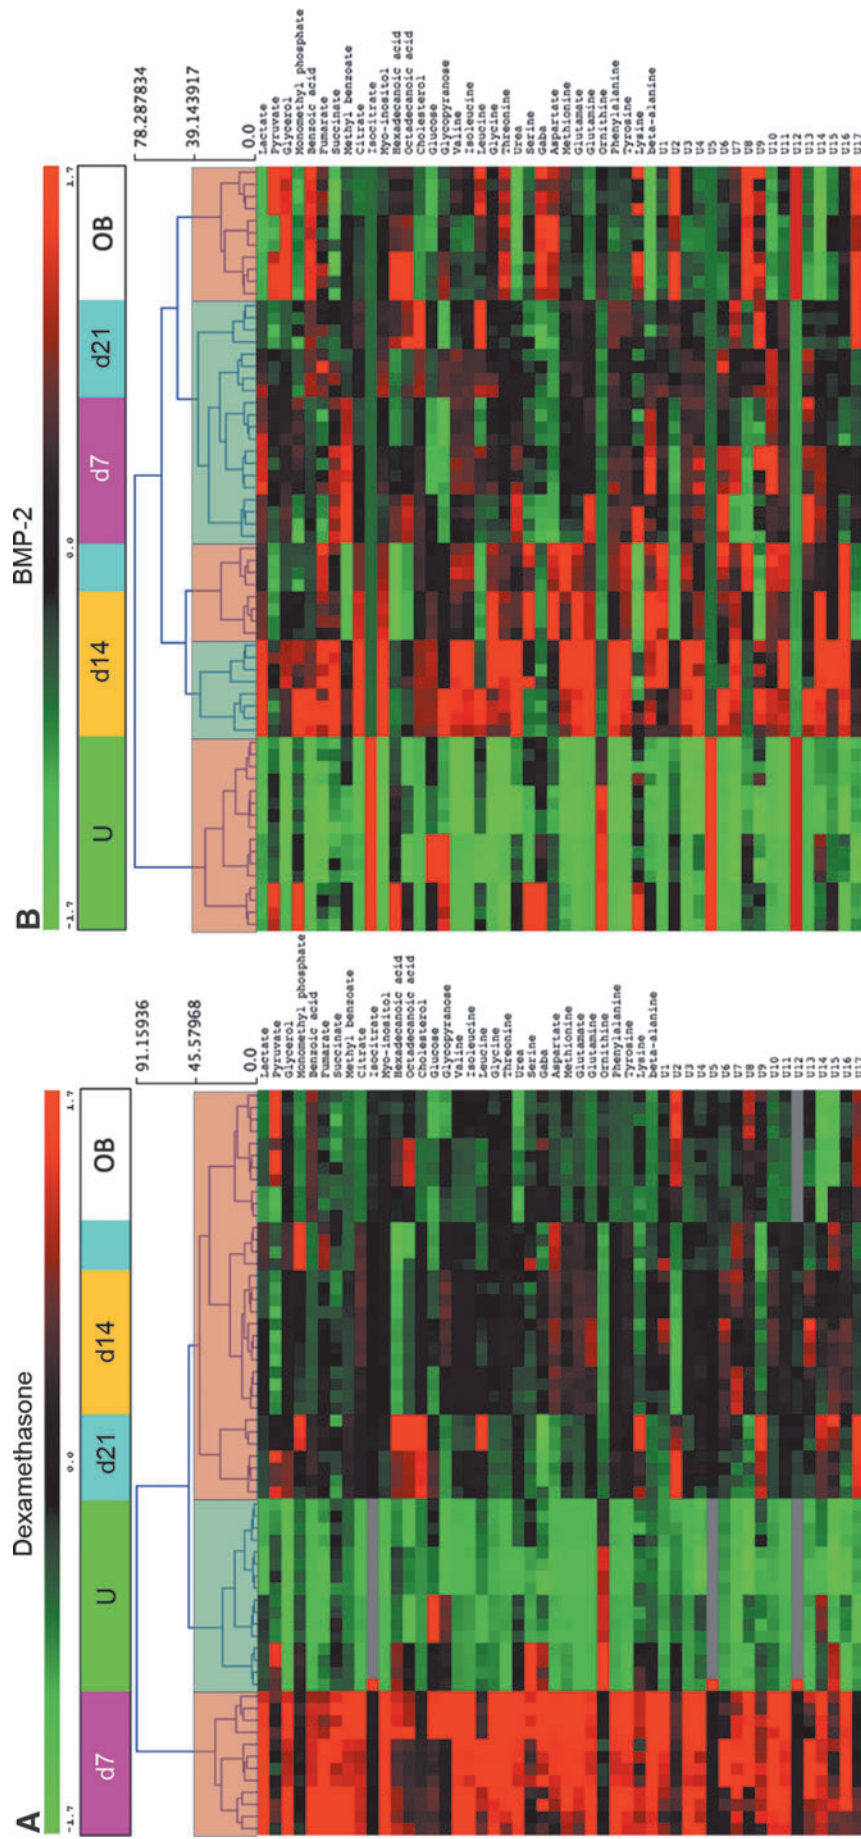 A
Dexamethasone
-1.7 0.0 1.7
d7 U d21 d14 OB
91.15936
45.57968
0.0
Lactate
Pyruvate
Glycerol
Monomethyl phosphate
Benzoic acid
Fumarate
Succinate
Methyl benzoate
Citrate
Isocitrate
Myo-inositol
Hexadecanoic acid
Octadecanoic acid
Cholesterol
Glucose
Glycopyranose
Valine
Isoleucine
Leucine
Glycine
Threonine
Urea
Serine
Gaba
Aspartate
Methionine
Glutamate
Glutamine
Ornithine
Phenylalanine
Tyrosine
Lysine
beta-alanine
U1
U2
U3
U4
U5
U6
U7
U8
U9
U10
U11
U12
U13
U14
U15
U16
U17
B
BMP-2
-1.7 0.0 1.7
U d14 d7 d21 OB
78.287834
39.143917
0.0
Lactate
Pyruvate
Glycerol
Monomethyl phosphate
Benzoic acid
Fumarate
Succinate
Methyl benzoate
Citrate
Isocitrate
Myo-inositol
Hexadecanoic acid
Octadecanoic acid
Cholesterol
Glucose
Glycopyranose
Valine
Isoleucine
Leucine
Glycine
Threonine
Urea
Serine
Gaba
Aspartate
Methionine
Glutamate
Glutamine
Ornithine
Phenylalanine
Tyrosine
Lysine
beta-alanine
U1
U2
U3
U4
U5
U6
U7
U8
U9
U10
U11
U12
U13
U14
U15
U16
U17